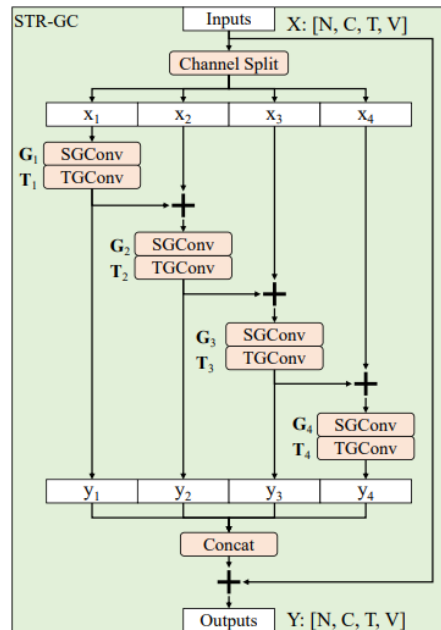 STR-GC
Inputs
X: [N, C, T, V]
Channel Split
x1 x2 x3 x4
G1 SGConv
T1 TGConv
G2 SGConv
T2 TGConv
G3 SGConv
T3 TGConv
G4 SGConv
T4 TGConv
y1 y2 y3 y4
Concat
Outputs
Y: [N, C, T, V]